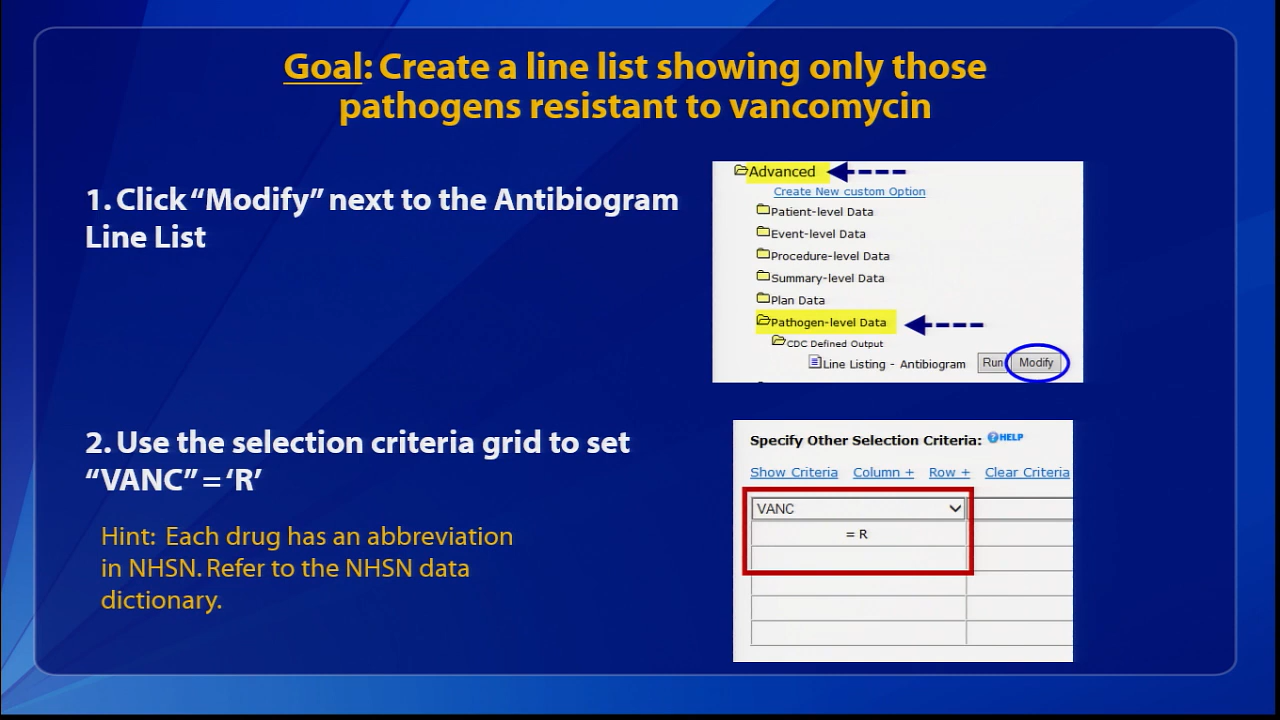 Goal: Create a line list showing only those
pathogens resistant to vancomycin
1. Click “Modify” next to the Antibiogram
Line List
Advanced
Create New custom Option
Patient-level Data
Event-level Data
Procedure-level Data
Summary-level Data
Plan Data
Pathogen-level Data
CDC Defined Output
Line Listing - Antibiogram Run Modify
2. Use the selection criteria grid to set
“VANC” = ‘R’
Hint: Each drug has an abbreviation
in NHSN. Refer to the NHSN data
dictionary.
Specify Other Selection Criteria: ?HELP
Show Criteria Column + Row + Clear Criteria
VANC
= R